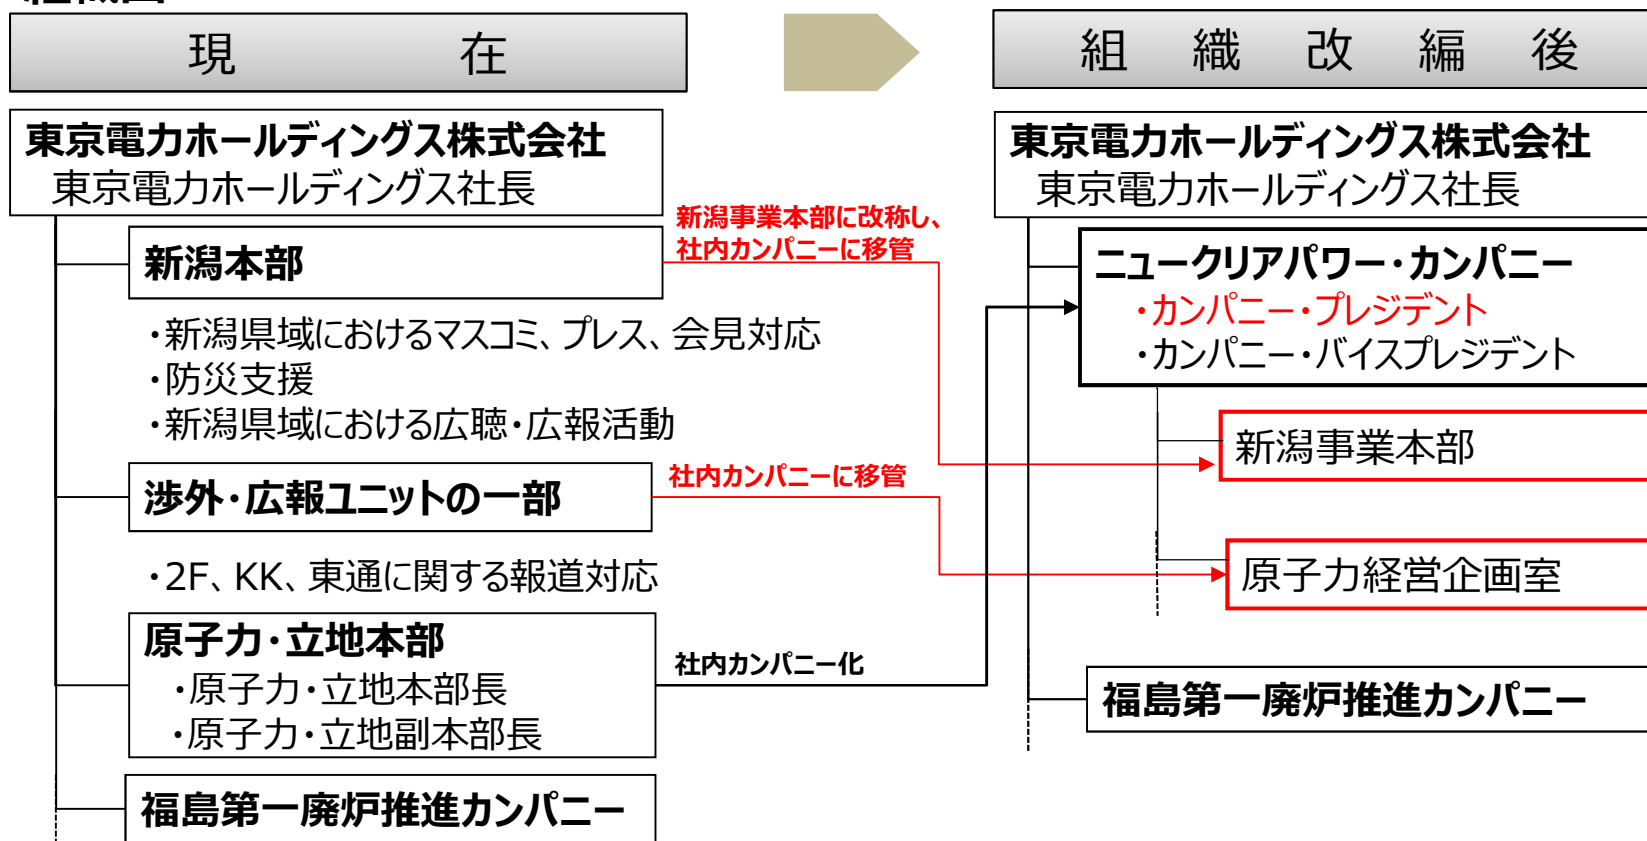 現在
組織改編後
東京電力ホールディングス株式会社
東京電力ホールディングス社長
新潟本部
・新潟県域におけるマスコミ、プレス、会見対応
・防災支援
・新潟県域における広聴・広報活動
渉外・広報ユニットの一部
・2F、KK、東通に関する報道対応
原子力・立地本部
・原子力・立地本部長
・原子力・立地副本部長
福島第一廃炉推進カンパニー
新潟事業本部に改称し、
社内カンパニーに移管
社内カンパニーに移管
社内カンパニー化
東京電力ホールディングス株式会社
東京電力ホールディングス社長
ニュークリアパワー・カンパニー
・カンパニー・プレジデント
・カンパニー・バイスプレジデント
新潟事業本部
原子力経営企画室
福島第一廃炉推進カンパニー